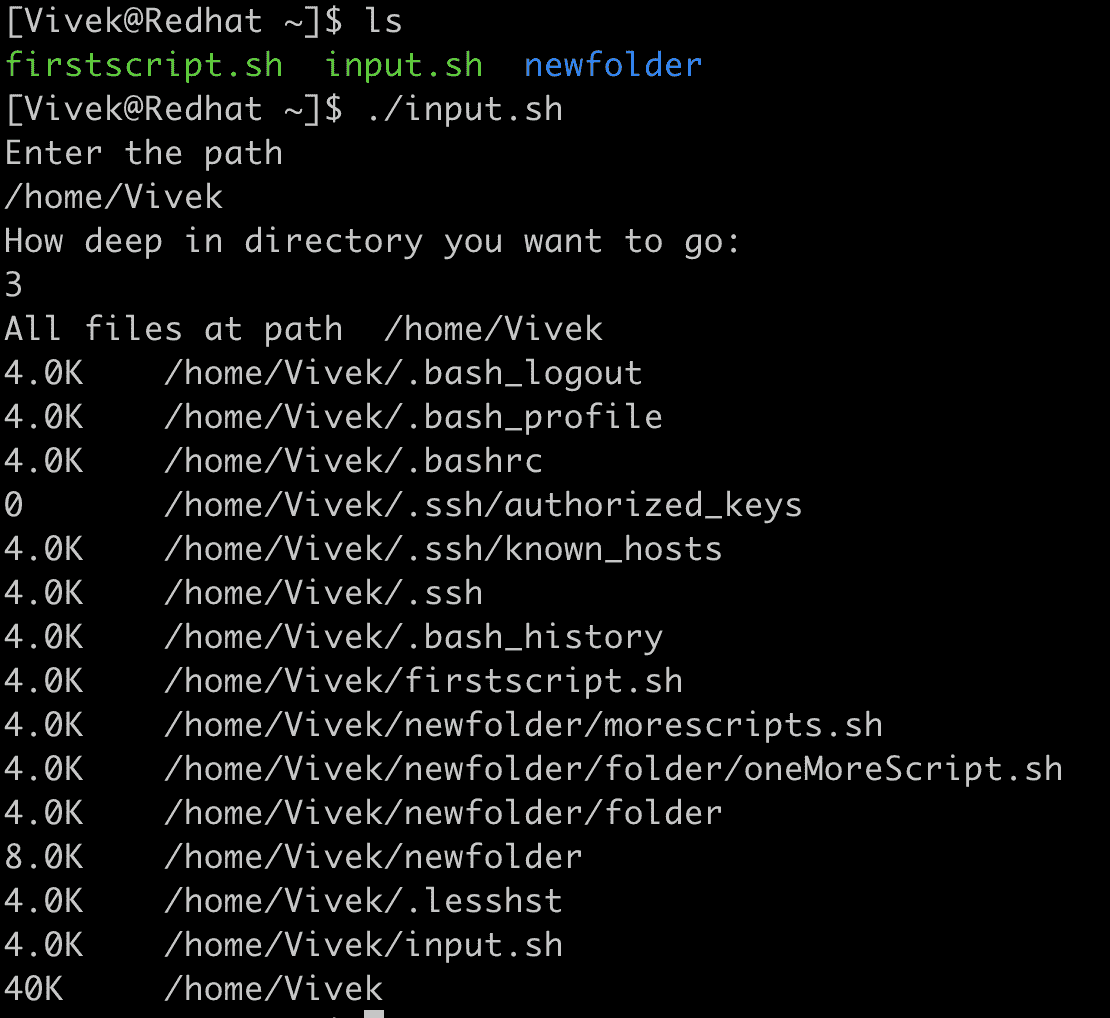 [Vivek@Redhat ~]$ ls
firstscript.sh  input.sh  newfolder
[Vivek@Redhat ~]$ ./input.sh
Enter the path
/home/Vivek
How deep in directory you want to go:
3
All files at path  /home/Vivek
4.0K    /home/Vivek/.bash_logout
4.0K    /home/Vivek/.bash_profile
4.0K    /home/Vivek/.bashrc
0       /home/Vivek/.ssh/authorized_keys
4.0K    /home/Vivek/.ssh/known_hosts
4.0K    /home/Vivek/.ssh
4.0K    /home/Vivek/.bash_history
4.0K    /home/Vivek/firstscript.sh
4.0K    /home/Vivek/newfolder/morescripts.sh
4.0K    /home/Vivek/newfolder/folder/oneMoreScript.sh
4.0K    /home/Vivek/newfolder/folder
8.0K    /home/Vivek/newfolder
4.0K    /home/Vivek/.lesshst
4.0K    /home/Vivek/input.sh
40K     /home/Vivek